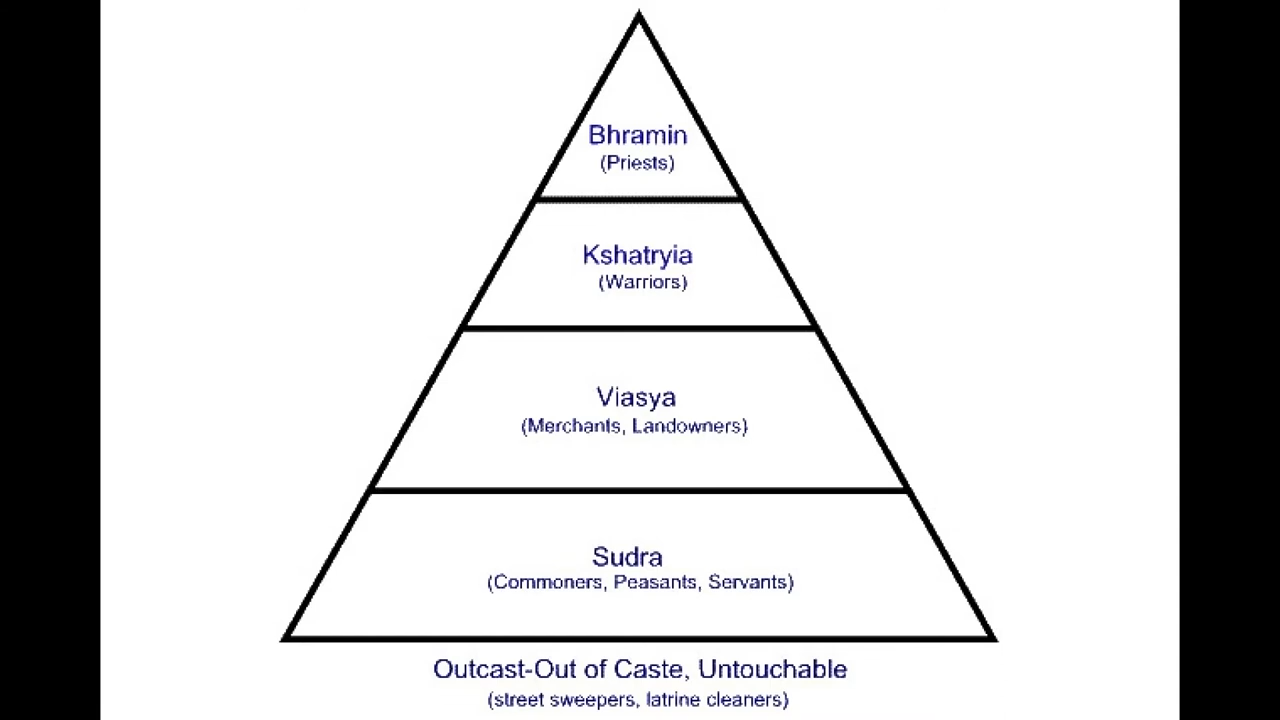 Bhramin
(Priests)
Kshatryia
(Warriors)
Viasya
(Merchants, Landowners)
Sudra
(Commoners, Peasants, Servants)
Outcast-Out of Caste, Untouchable
(street sweepers, latrine cleaners)